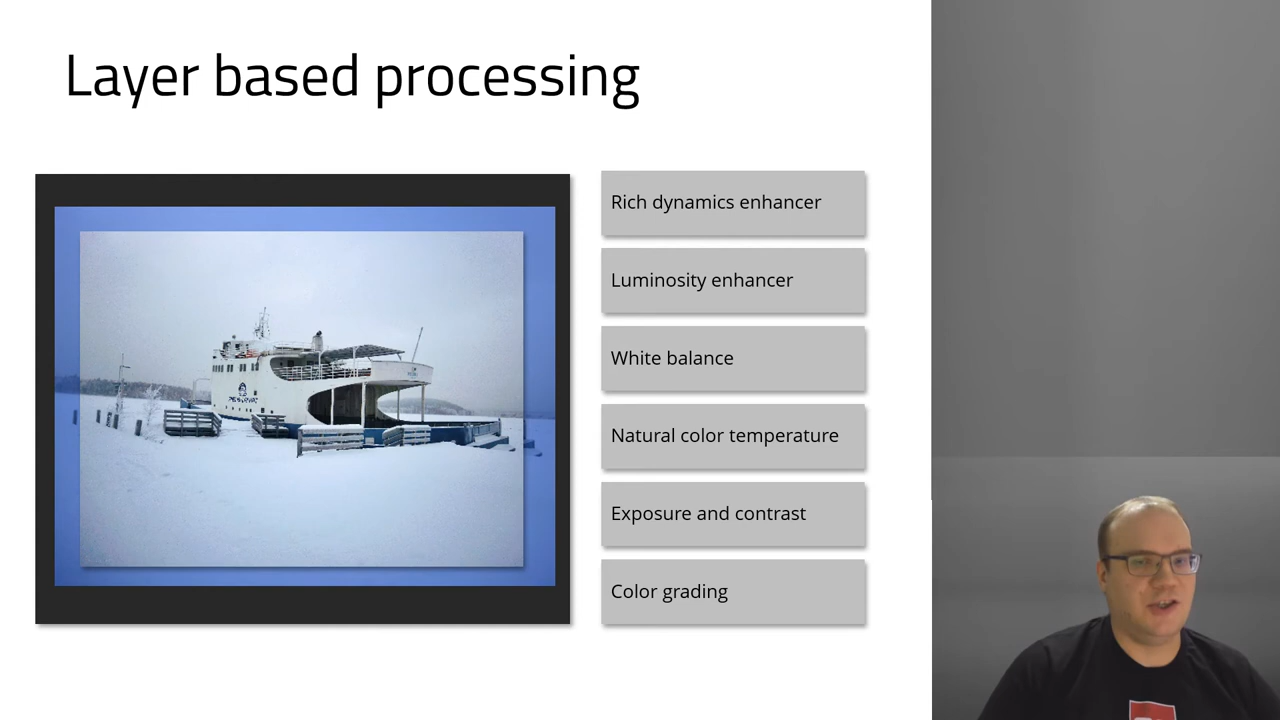 Layer based processing
Rich dynamics enhancer
Luminosity enhancer
White balance
Natural color temperature
Exposure and contrast
Color grading